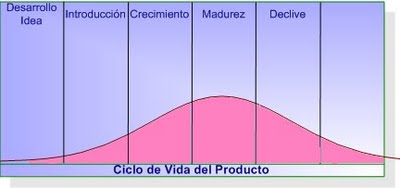 Desarrollo
Idea
Introducción
Crecimiento
Madurez
Declive
Ciclo de Vida del Producto